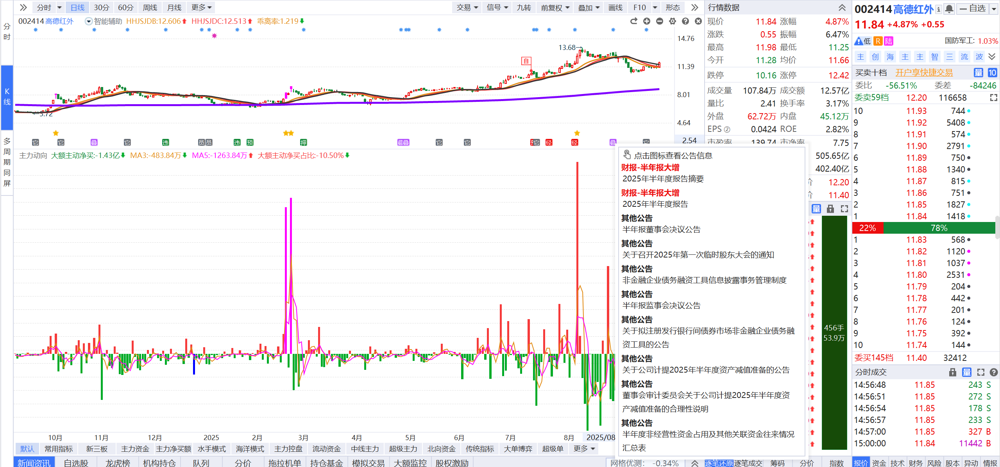 分时 日线 30分 60分 周线 月线 更多 交易 信号 九转 前复权 叠加 画线 F10 形态
002414 高德红外 智能辅助 HHJSJDB:12.606 HHJSJDC:12.513 乖离率:1.219
分时
K线
多周期同屏
14.76
13.68
自
11.39
8.01
4.64
2.54
它 它 叠 它 违 员 员 违 预 押 叠 叠 它 它 它 经 经 叠 它
主力动向 大额主动净买:-1.43亿 MA3:-483.84万 MA5:-1263.84万 大额主动净买占比:-10.50%
10月 11月 12月 2025 2月 3月 4月 5月 6月 7月 8月 2025/08
默认 常用指标 新三板 主力资金 主力净买额 水手模式 海洋模式 主力控盘 流动资金 中线主力 超级主力 北向资金 传统指标 大单博弈 超级单 更多
新闻资讯 自选股 龙虎榜 机构持仓 队列 分价 拖拉机单 持仓基金 模拟交易 大额监控 股权激励
网格优测: -0.34%
点击图标查看公告信息
财报-半年报大增
2025年半年度报告摘要
财报-半年报大增
2025年半年度报告
其他公告
半年报董事会决议公告
其他公告
关于召开2025年第一次临时股东大会的通知
其他公告
非金融企业债务融资工具信息披露事务管理制度
其他公告
半年报监事会决议公告
其他公告
关于拟注册发行银行间债券市场非金融企业债务融
资工具的公告
其他公告
关于公司计提2025年半年度资产减值准备的公告
其他公告
董事会审计委员会关于公司计提2025年半年度资
产减值准备的合理性说明
其他公告
半年度非经营性资金占用及其他关联资金往来情况
汇总表
行情数据
现价 11.84 涨幅 4.87%
涨跌 0.55 振幅 6.47%
最高 11.98 最低 11.25
今开 11.28 均价 11.66
跌停 10.16 涨停 12.42
成交量 107.84万 成交额 12.57亿
量比 2.41 换手率 3.17%
外盘 62.72万 内盘 45.12万
EPS② 0.0424 ROE 2.82%
市盈率 139.74 市净率 7.75
505.65亿
402.40亿
价 12.20
价 11.40
量
456手
53.9万
逐笔还原 逐笔成交 筹码 分价 指数
002414 高德红外 自选
11.84 +4.87% +0.55
低 R 陆 国防军工: 1.03%
主 创 海 主 主 智 三 流 波
买卖十档 开户享快捷交易 量 10
委比 -56.51% 委差 -84246
委卖59档 12.20 116658
10 11.93 744
9 11.92 5408
8 11.91 574
7 11.90 2791
6 11.89 750
5 11.88 1340
4 11.87 815
3 11.86 751
2 11.85 1827
1 11.84 1418
22% 78%
1 11.83 568
2 11.82 1120
3 11.81 1037
4 11.80 2531
5 11.79 204
6 11.78 442
7 11.77 201
8 11.76 124
9 11.75 392
10 11.74 144
委买145档 11.40 32412
分时成交 量
14:56:48 11.85 243 S
14:56:51 11.85 272 S
14:56:54 11.85 178 S
14:56:57 11.85 233 S
14:57:00 11.85 327 B
15:00:00 11.84 11442 B
报价 资金 技术 财务 风险 股本 异动 情报